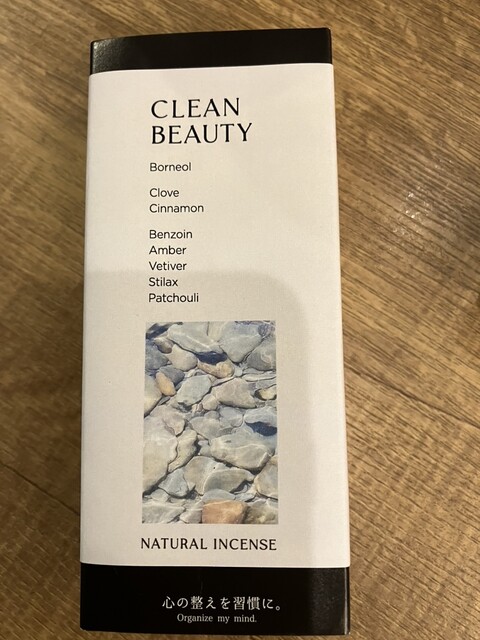 CLEAN
BEAUTY
Borneol
Clove
Cinnamon
Benzoin
Amber
Vetiver
Stilax
Patchouli
NATURAL INCENSE
心の整えを習慣に。
Organize my mind.